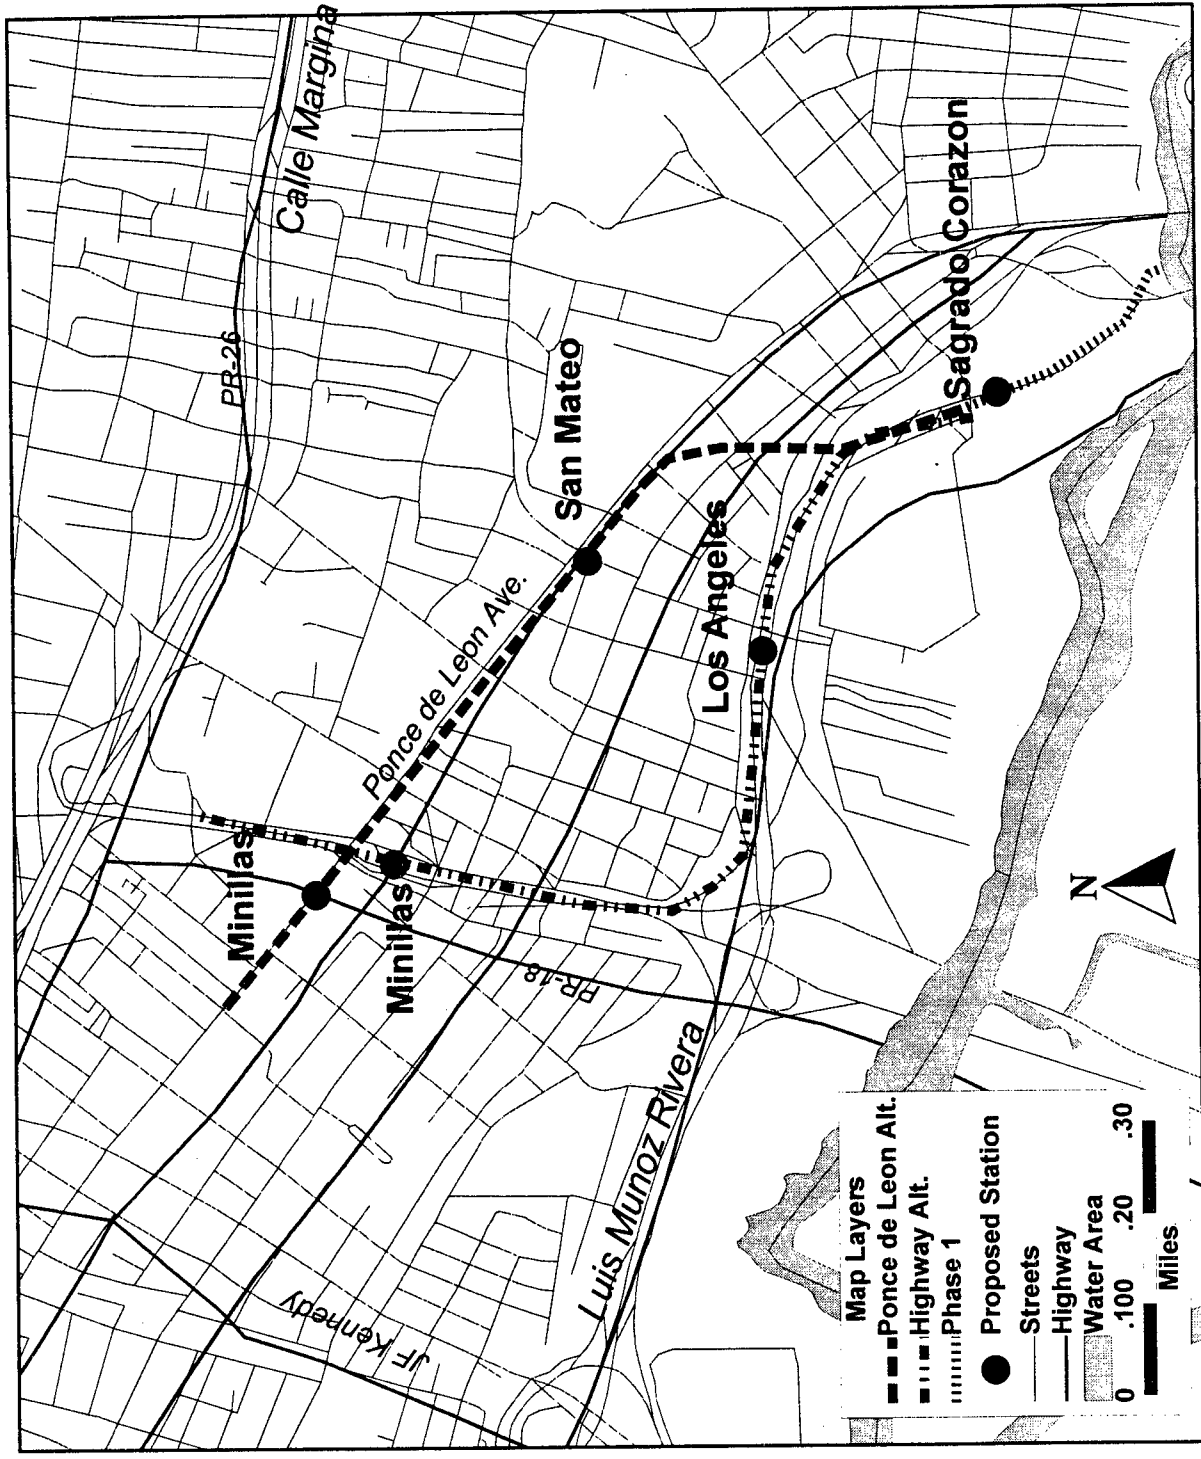 Calle Margina
PR-26
Sagrado Corazon
San Mateo
Ponce de Leon Ave.
Los Angeles
Minillas
Minillas
PR-18
Luis Munoz Rivera
JF Kennedy
N
Map Layers
Ponce de Leon Alt.
Highway Alt.
Phase 1
Proposed Station
Streets
Highway
Water Area
0 .100 .20 .30
Miles